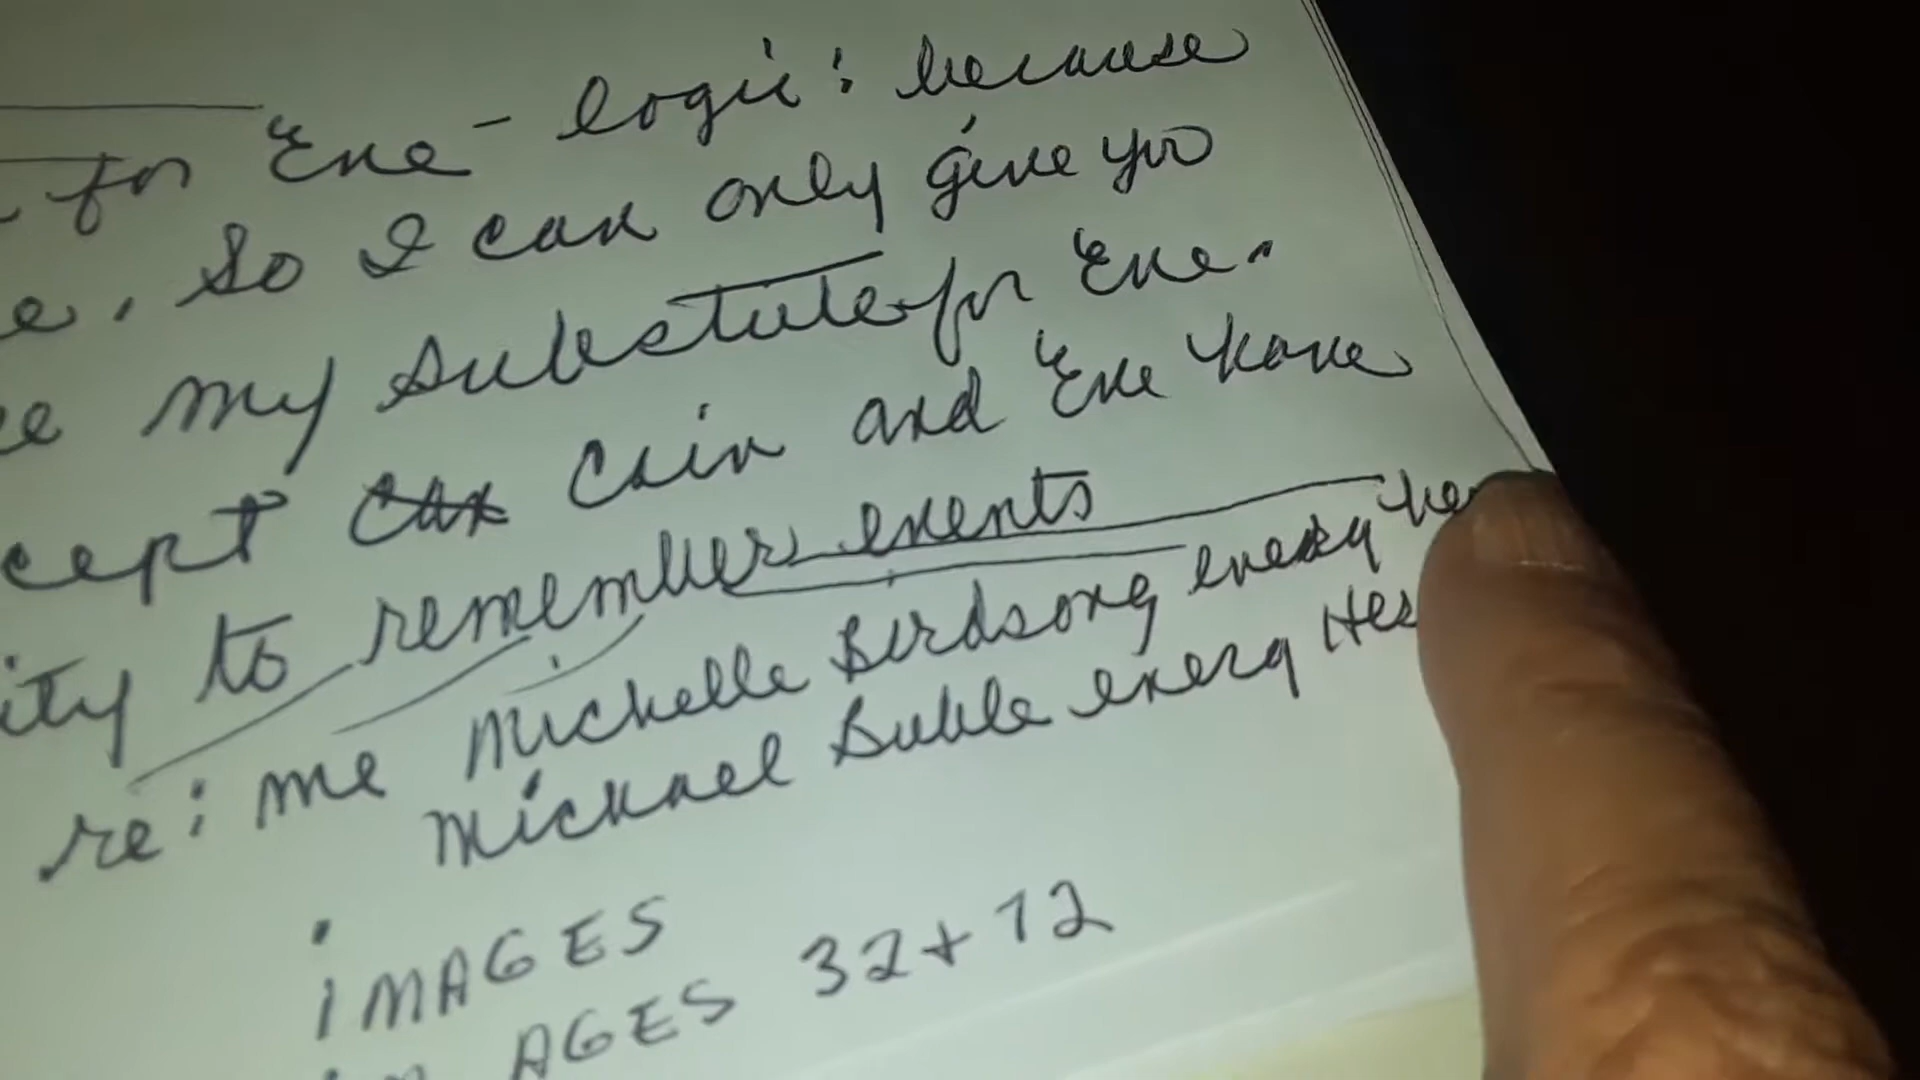 for Eve - logic: because
e, So I can only give you
my substitute for Eve.
cept Cain and Eve have
ity to remember events
re: me Michelle Birdsong every
Michael Buble every Hes
iMAGES
AGES 32 + 12